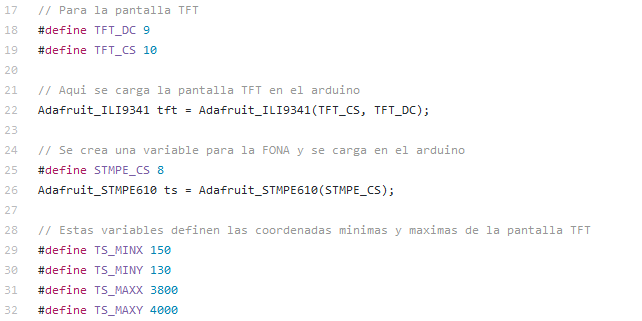 17 // Para la pantalla TFT
18 #define TFT_DC 9
19 #define TFT_CS 10
20
21 // Aqui se carga la pantalla TFT en el arduino
22 Adafruit_ILI9341 tft = Adafruit_ILI9341(TFT_CS, TFT_DC);
23
24 // Se crea una variable para la FONA y se carga en el arduino
25 #define STMPE_CS 8
26 Adafruit_STMPE610 ts = Adafruit_STMPE610(STMPE_CS);
27
28 // Estas variables definen las coordenadas minimas y maximas de la pantalla TFT
29 #define TS_MINX 150
30 #define TS_MINY 130
31 #define TS_MAXX 3800
32 #define TS_MAXY 4000